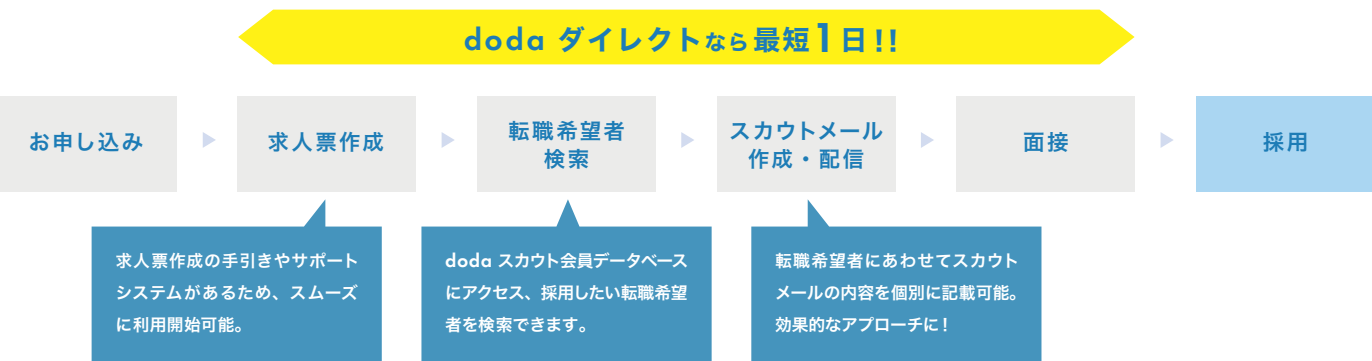 doda ダイレクトなら最短1日!!
お申し込み
求人票作成
転職希望者
検索
スカウトメール
作成・配信
面接
採用
求人票作成の手引きやサポート
システムがあるため、スムーズ
に利用開始可能。
doda スカウト会員データベース
にアクセス、採用したい転職希望
者を検索できます。
転職希望者にあわせてスカウト
メールの内容を個別に記載可能。
効果的なアプローチに!